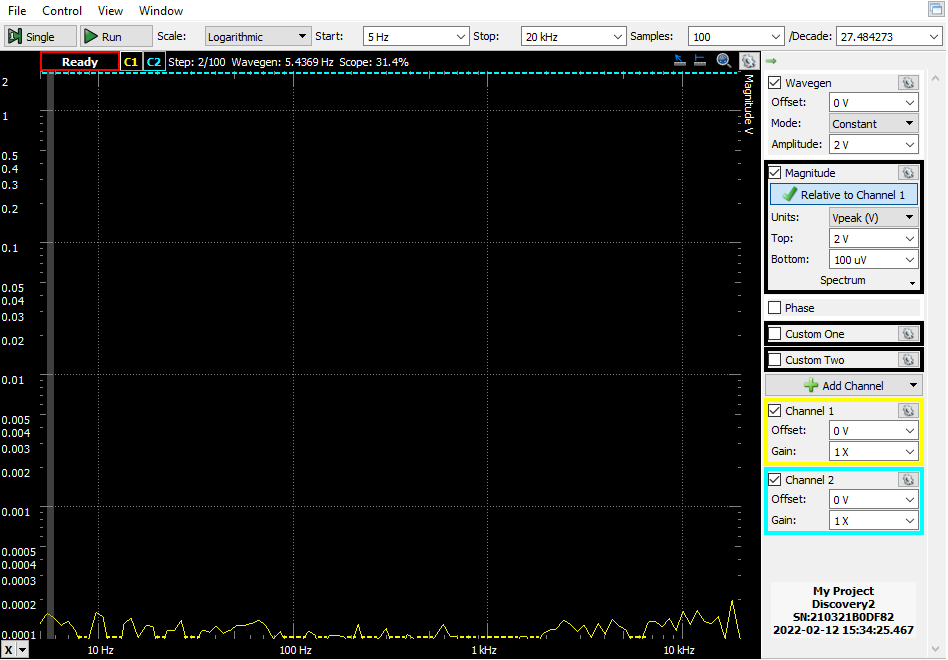 File Control View Window
Single Run Scale: Logarithmic Start: 5 Hz Stop: 20 kHz Samples: 100 /Decade: 27.484273
Ready C1 C2 Step: 2/100 Wavegen: 5.4369 Hz Scope: 31.4%
Magnitude V
2
1
0.5
0.4
0.3
0.2
0.1
0.05
0.04
0.03
0.02
0.01
0.005
0.004
0.003
0.002
0.001
0.0005
0.0004
0.0003
0.0002
0.0001
X 10 Hz 100 Hz 1 kHz 10 kHz
Wavegen
Offset: 0 V
Mode: Constant
Amplitude: 2 V
Magnitude
Relative to Channel 1
Units: Vpeak (V)
Top: 2 V
Bottom: 100 uV
Spectrum
Phase
Custom One
Custom Two
Add Channel
Channel 1
Offset: 0 V
Gain: 1 X
Channel 2
Offset: 0 V
Gain: 1 X
My Project
Discovery2
SN:210321B0DF82
2022-02-12 15:34:25.467